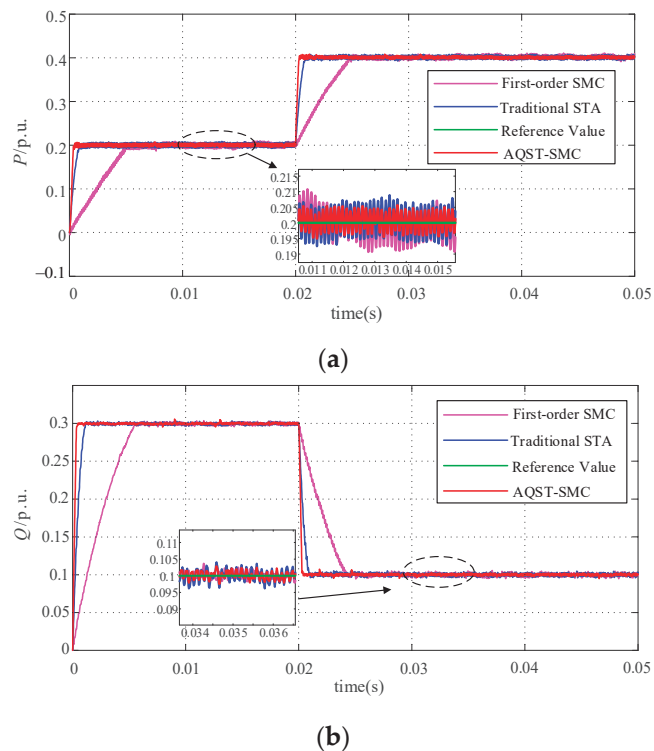 0.5
0.4
0.3
0.2
0.1
0
−0.1
P/p.u.
First-order SMC
Traditional STA
Reference Value
AQST-SMC
0.215
0.21
0.205
0.2
0.195
0.19
0.011 0.012 0.013 0.014 0.015
0 0.01 0.02 0.03 0.04 0.05
time(s)
(a)
0.3
0.25
0.2
0.15
0.1
0.05
0
Q/p.u.
First-order SMC
Traditional STA
Reference Value
AQST-SMC
0.11
0.105
0.1
0.095
0.09
0.034 0.035 0.036
0 0.01 0.02 0.03 0.04 0.05
time(s)
(b)